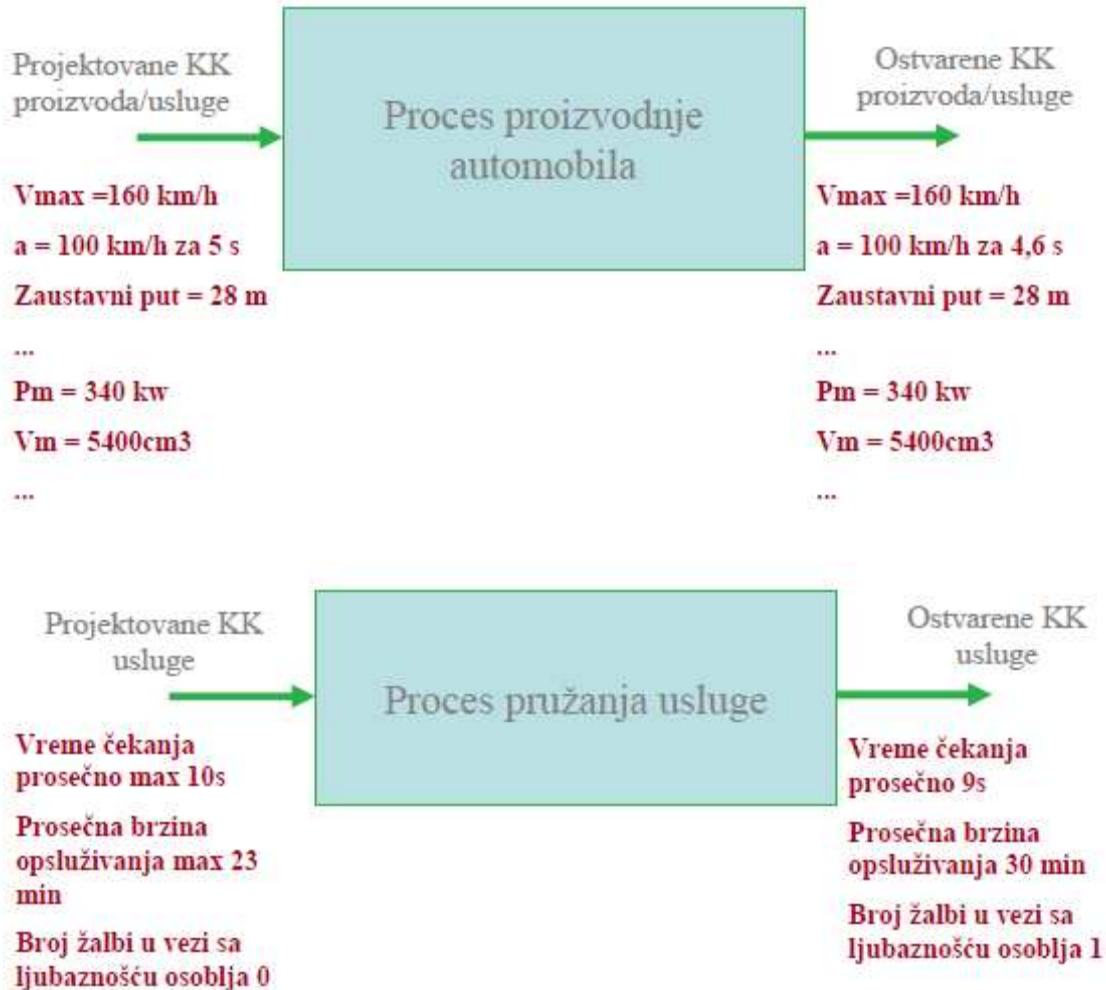 Projektovane KK
proizvoda/usluge
Proces proizvodnje
automobila
Ostvarene KK
proizvoda/usluge
Vmax =160 km/h
a = 100 km/h za 5 s
Zaustavni put = 28 m
...
Pm = 340 kw
Vm = 5400cm3
...
Vmax =160 km/h
a = 100 km/h za 4,6 s
Zaustavni put = 28 m
...
Pm = 340 kw
Vm = 5400cm3
...
Projektovane KK
usluge
Proces pružanja usluge
Ostvarene KK
usluge
Vreme čekanja
prosečno max 10s
Prosečna brzina
opsluživanja max 23
min
Broj žalbi u vezi sa
ljubaznošću osoblja 0
Vreme čekanja
prosečno 9s
Prosečna brzina
opsluživanja 30 min
Broj žalbi u vezi sa
ljubaznošću osoblja 1